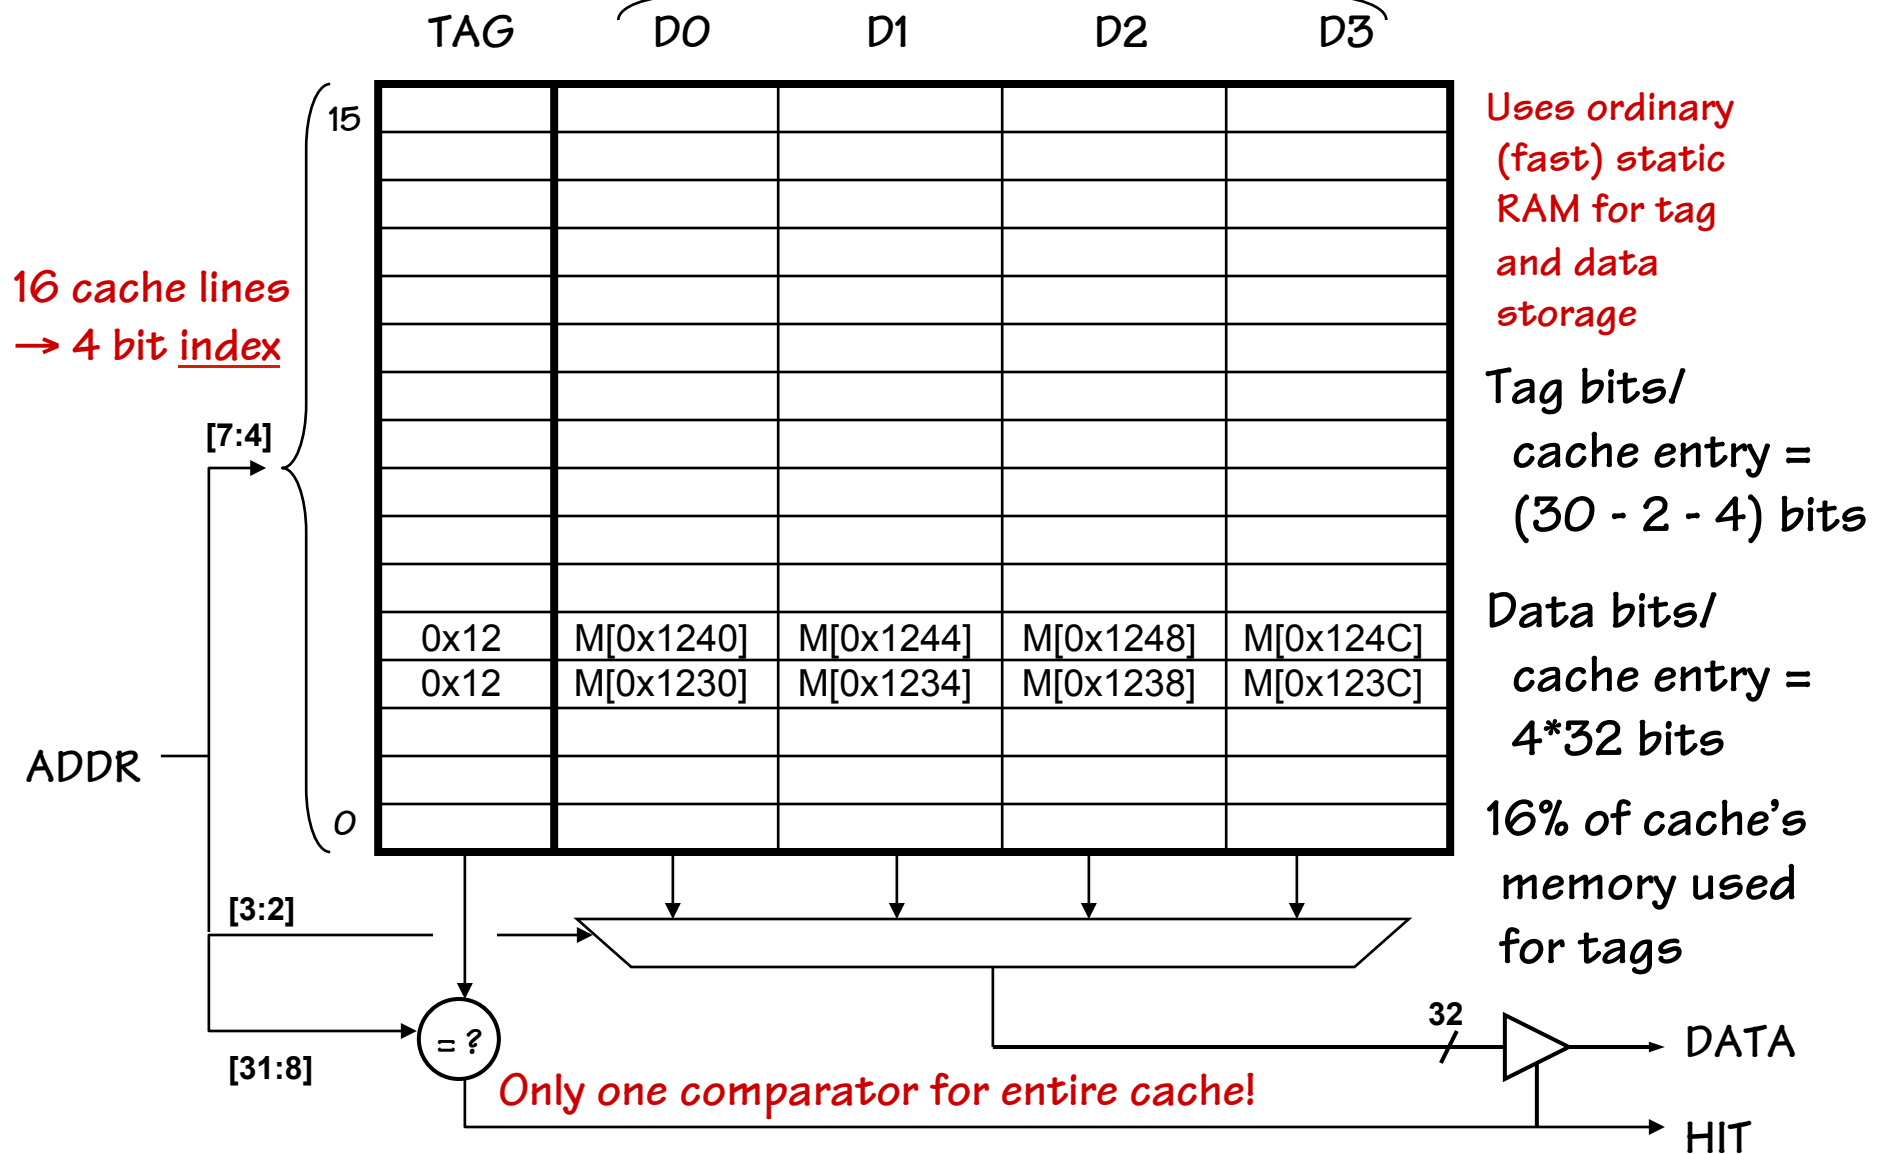 TAG D0 D1 D2 D3
15
Uses ordinary
(fast) static
RAM for tag
and data
storage
16 cache lines
→ 4 bit index
Tag bits/
cache entry =
(30 - 2 - 4) bits
[7:4]
Data bits/
cache entry =
4*32 bits
0x12 M[0x1240] M[0x1244] M[0x1248] M[0x124C]
0x12 M[0x1230] M[0x1234] M[0x1238] M[0x123C]
ADDR
0
16% of cache's
memory used
for tags
[3:2]
= ?
[31:8]
32
DATA
Only one comparator for entire cache!
HIT